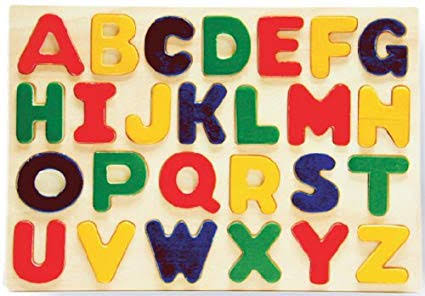 ABCDEFG
HIJKLMN
OPQRST
UVWXYZ